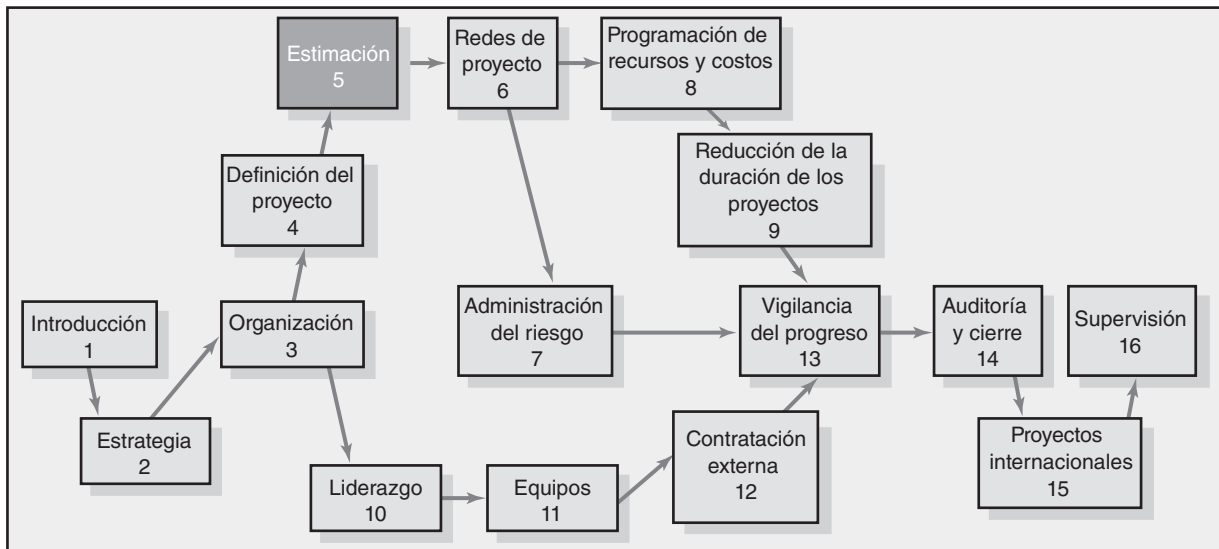 Estimación
5
Redes de
proyecto
6
Programación de
recursos y costos
8
Reducción de la
duración de los
proyectos
9
Definición del
proyecto
4
Introducción
1
Organización
3
Administración
del riesgo
7
Vigilancia
del progreso
13
Auditoría
y cierre
14
Supervisión
16
Estrategia
2
Liderazgo
10
Equipos
11
Contratación
externa
12
Proyectos
internacionales
15